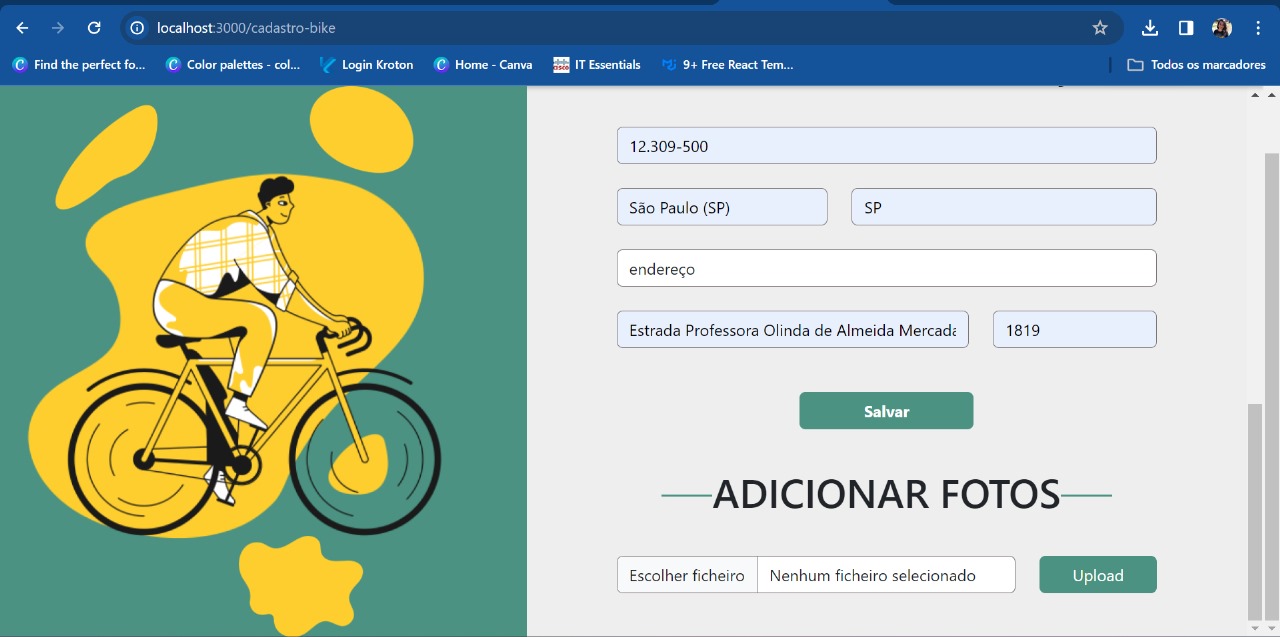 localhost:3000/cadastro-bike
Find the perfect fo... Color palettes - col... Login Kroton Home - Canva IT Essentials 9+ Free React Tem... Todos os marcadores
12.309-500
São Paulo (SP) SP
endereço
Estrada Professora Olinda de Almeida Mercada 1819
Salvar
ADICIONAR FOTOS
Escolher ficheiro Nenhum ficheiro selecionado Upload